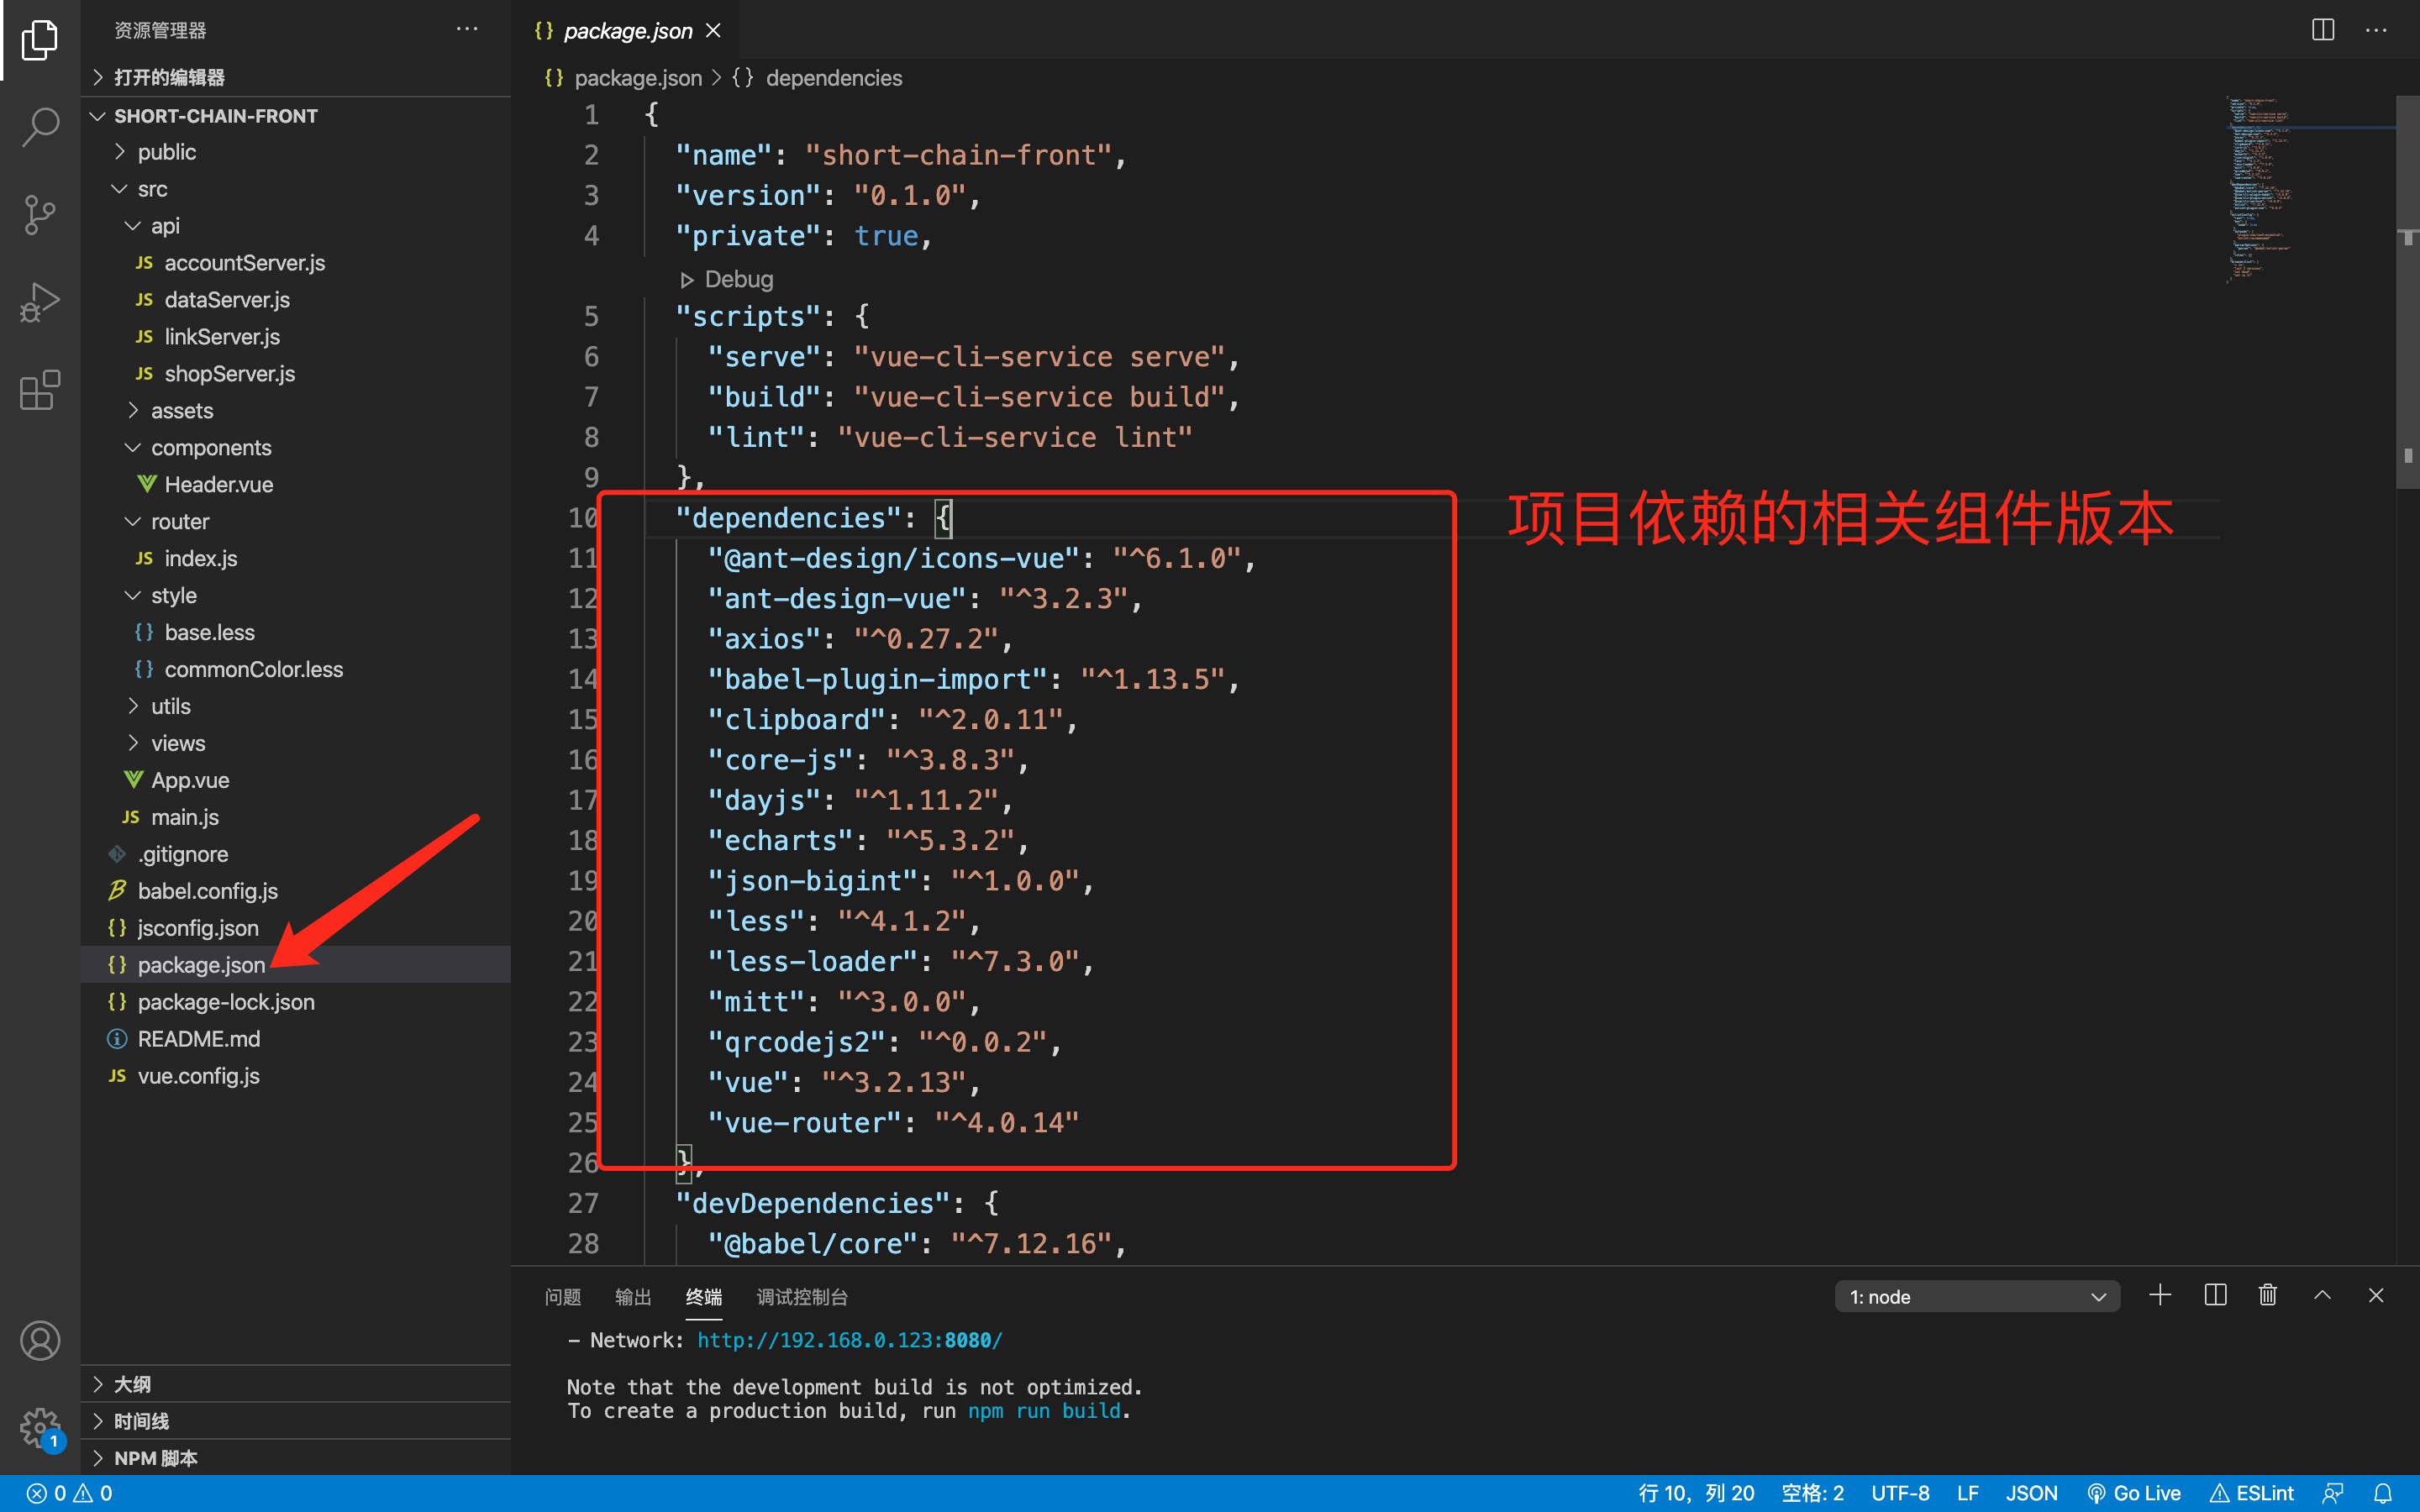 资源管理器
打开的编辑器
SHORT-CHAIN-FRONT
public
src
api
JS accountServer.js
JS dataServer.js
JS linkServer.js
JS shopServer.js
assets
components
Header.vue
router
JS index.js
style
{} base.less
{} commonColor.less
utils
views
App.vue
JS main.js
.gitignore
babel.config.js
{} jsconfig.json
{} package.json
{} package-lock.json
README.md
JS vue.config.js
大纲
时间线
NPM 脚本
1
{} package.json
{} package.json > {} dependencies
1 {
2 "name": "short-chain-front",
3 "version": "0.1.0",
4 "private": true,
Debug
5 "scripts": {
6 "serve": "vue-cli-service serve",
7 "build": "vue-cli-service build",
8 "lint": "vue-cli-service lint"
9 },
10 "dependencies": {
项目依赖的相关组件版本
11 "@ant-design/icons-vue": "^6.1.0",
12 "ant-design-vue": "^3.2.3",
13 "axios": "^0.27.2",
14 "babel-plugin-import": "^1.13.5",
15 "clipboard": "^2.0.11",
16 "core-js": "^3.8.3",
17 "dayjs": "^1.11.2",
18 "echarts": "^5.3.2",
19 "json-bigint": "^1.0.0",
20 "less": "^4.1.2",
21 "less-loader": "^7.3.0",
22 "mitt": "^3.0.0",
23 "qrcodejs2": "^0.0.2",
24 "vue": "^3.2.13",
25 "vue-router": "^4.0.14"
26 },
27 "devDependencies": {
28 "@babel/core": "^7.12.16",
问题 输出 终端 调试控制台 1: node
- Network: http://192.168.0.123:8080/
Note that the development build is not optimized.
To create a production build, run npm run build.
0 0 行 10，列 20 空格: 2 UTF-8 LF JSON Go Live ESLint